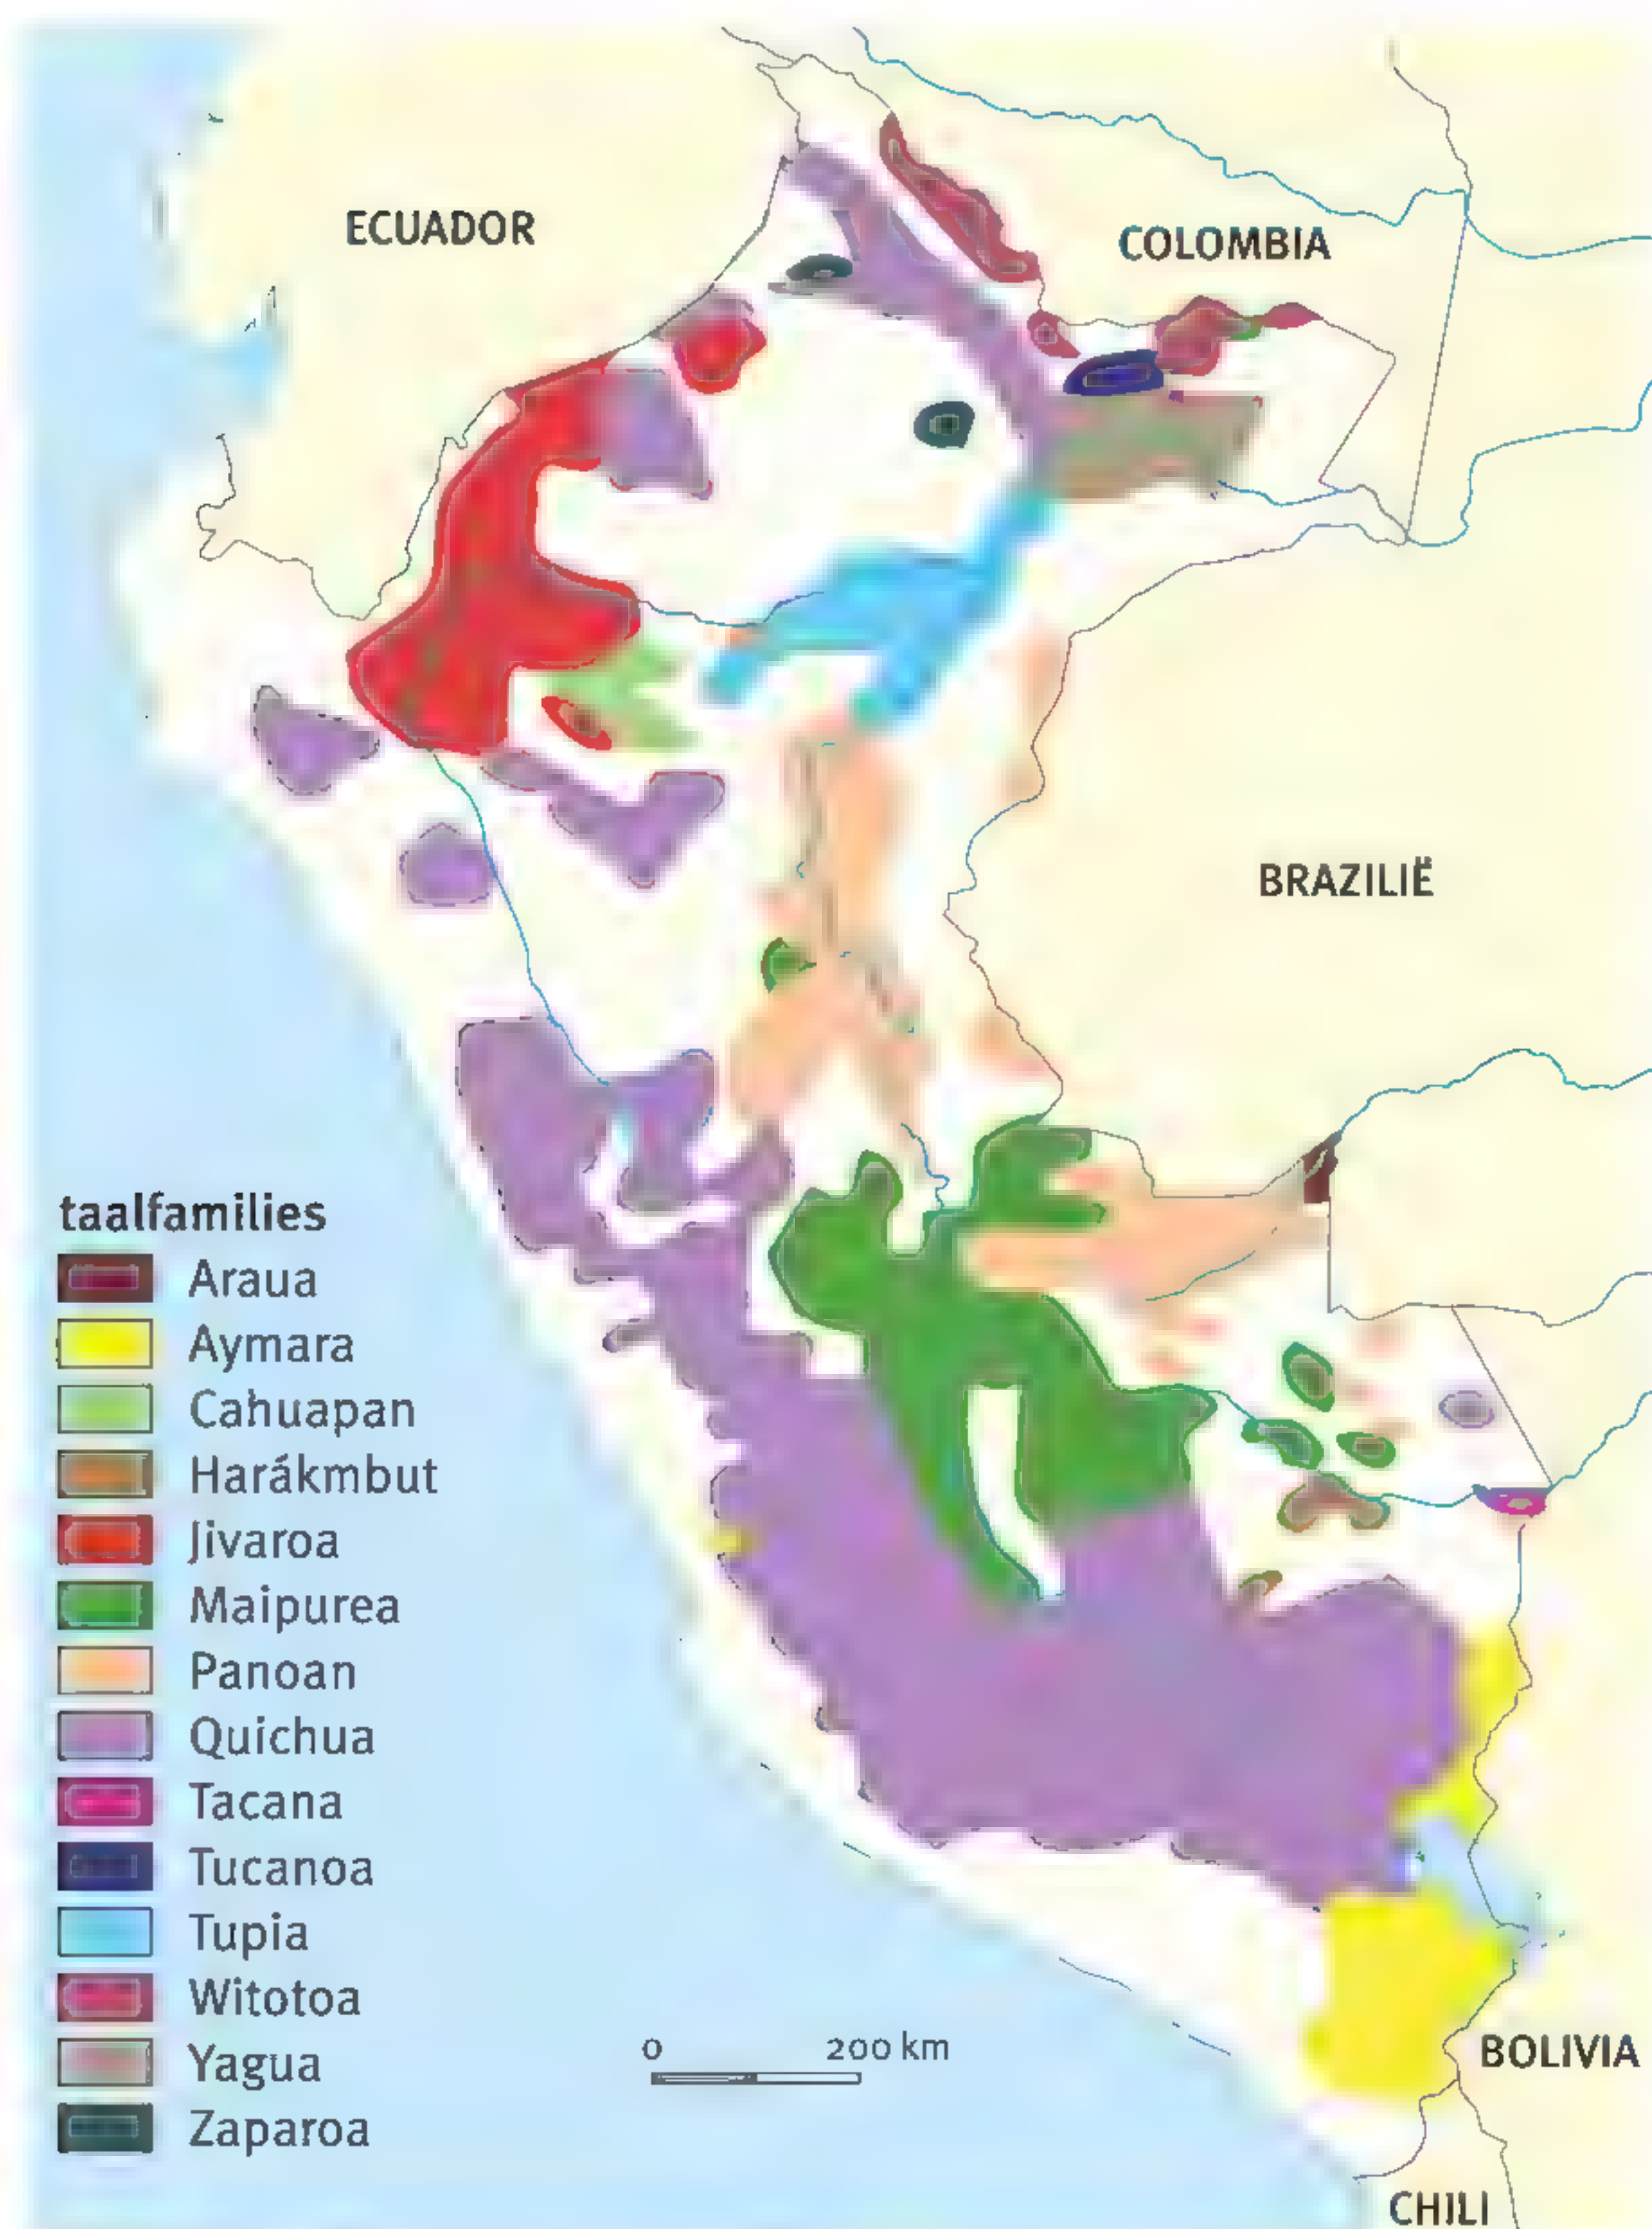 ECUADOR
COLOMBIA
BRAZILIË
taalfamilies
Araua
Aymara
Cahuapan
Harákmbut
Jivaroa
Maipurea
Panoan
Quichua
Tacana
Tucanoa
Tupia
Witotoa
Yagua
Zaparoa
0 200 km
BOLIVIA
CHILI